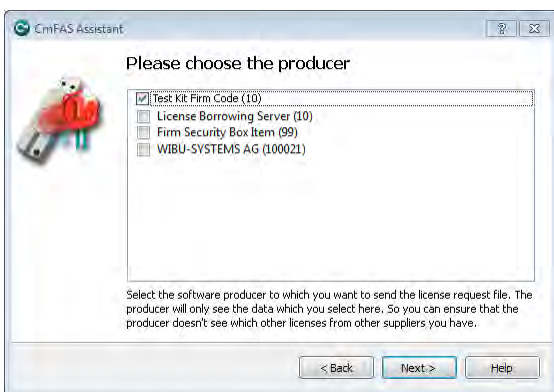 CmFAS Assistant
Please choose the producer
Test Kit Firm Code (10)
License Borrowing Server (10)
Firm Security Box Item (99)
WIBU-SYSTEMS AG (100021)
Select the software producer to which you want to send the license request file. The
producer will only see the data which you select here. So you can ensure that the
producer doesn't see which other licenses from other suppliers you have.
< Back Next > Help